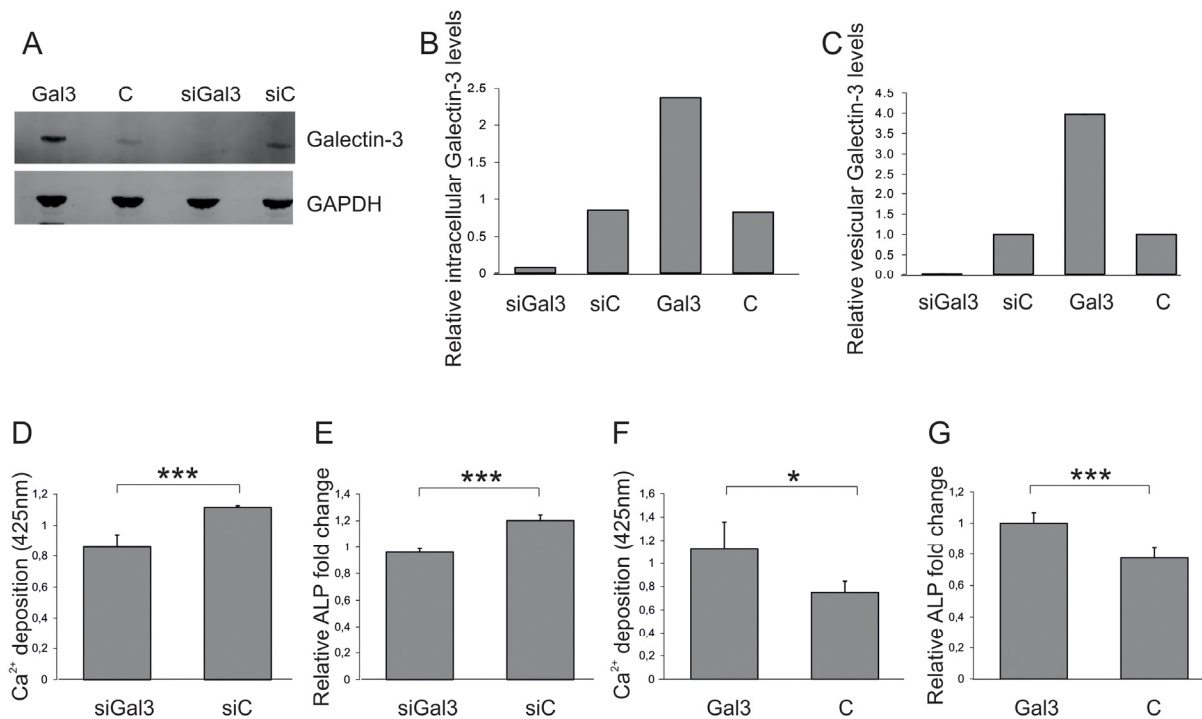 A
Gal3 C siGal3 siC
Galectin-3
GAPDH
B
Relative intracellular Galectin-3 levels
2.5
2
1.5
1
0.5
0
siGal3 siC Gal3 C
C
Relative vesicular Galectin-3 levels
4.5
4.0
3.5
3.0
2.5
2.0
1.5
1.0
0.5
0.0
siGal3 siC Gal3 C
D
Ca²⁺ deposition (425nm)
***
1,2
1
0,8
0,6
0,4
0,2
0
siGal3 siC
E
Relative ALP fold change
***
1,4
1,2
1
0,8
0,6
0,4
0,2
0
siGal3 siC
F
Ca²⁺ deposition (425nm)
*
1,6
1,4
1,2
1
0,8
0,6
0,4
0,2
0
Gal3 C
G
Relative ALP fold change
***
1,2
1
0,8
0,6
0,4
0,2
0
Gal3 C